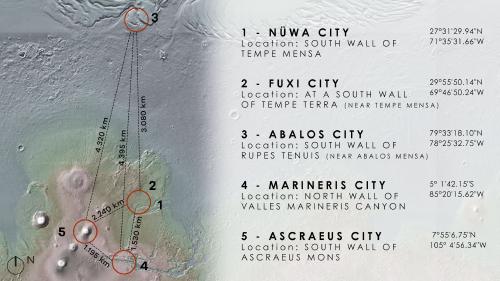 3
4.320 km
4.395 km
3.080 km
2
1
2.240 km
5
1.530 km
1.195 km
4
N
1 - NÜWA CITY 27°31'29.94"N
Location: SOUTH WALL OF 71°35'31.66"W
TEMPE MENSA
2 - FUXI CITY 29°55'50.14"N
Location: AT A SOUTH WALL 69°46'50.24"W
OF TEMPE TERRA (NEAR TEMPE MENSA)
3 - ABALOS CITY 79°33'18.10"N
Location: SOUTH WALL OF 78°25'32.75"W
RUPES TENUIS (NEAR ABALOS MENSA)
4 - MARINERIS CITY 5° 1'42.15"S
Location: NORTH WALL OF 85°20'15.62"W
VALLES MARINERIS CANYON
5 - ASCRAEUS CITY 7°55'6.75"N
Location: SOUTH WALL OF 105° 4'56.34"W
ASCRAEUS MONS